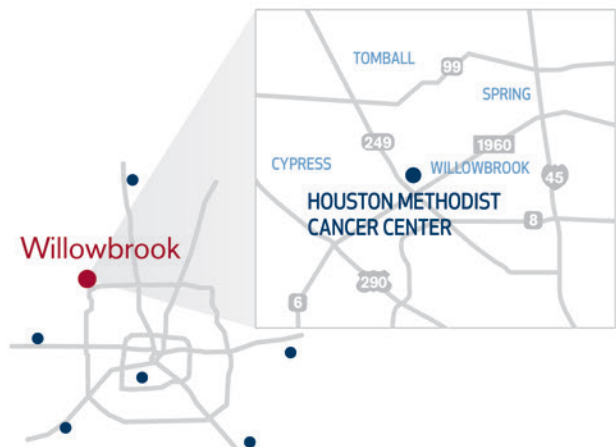 TOMBALL
99
SPRING
249
1960
CYPRESS
WILLOWBROOK
45
HOUSTON METHODIST
CANCER CENTER
8
Willowbrook
290
6